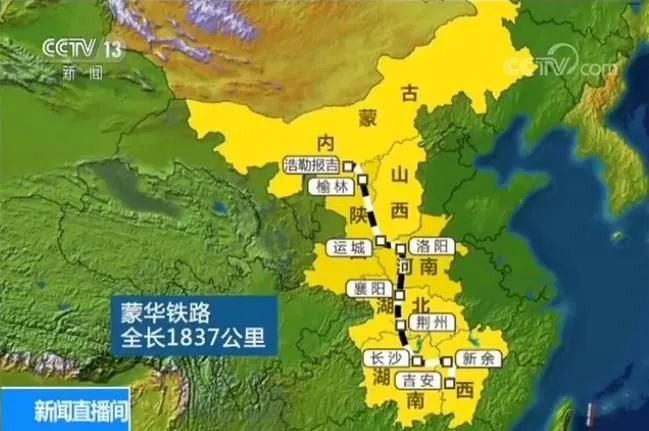 CCTV 13
新闻
CCTV.com
内蒙古
浩勒报吉
榆林
陕
山西
运城
洛阳
河南
襄阳
湖北
荆州
长沙
新余
吉安
湖南
西
蒙华铁路
全长1837公里
新闻直播间